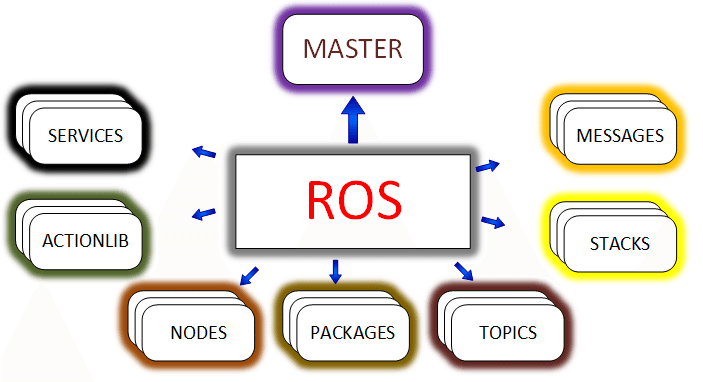 MASTER
SERVICES
MESSAGES
ROS
ACTIONLIB
STACKS
NODES
PACKAGES
TOPICS